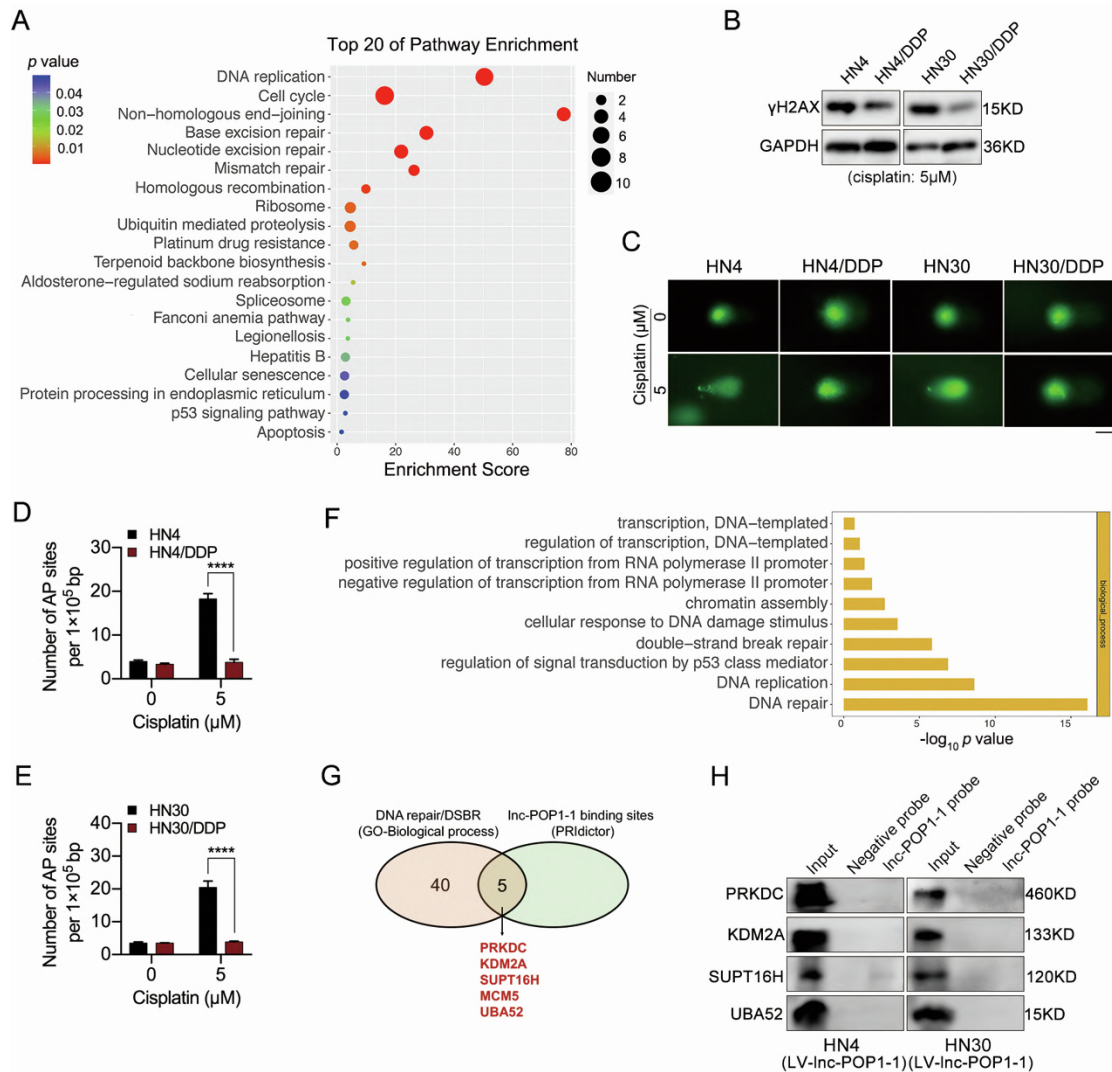 A
Top 20 of Pathway Enrichment
p value
0.04
0.03
0.02
0.01
DNA replication
Cell cycle
Non-homologous end-joining
Base excision repair
Nucleotide excision repair
Mismatch repair
Homologous recombination
Ribosome
Ubiquitin mediated proteolysis
Platinum drug resistance
Terpenoid backbone biosynthesis
Aldosterone-regulated sodium reabsorption
Spliceosome
Fanconi anemia pathway
Legionellosis
Hepatitis B
Cellular senescence
Protein processing in endoplasmic reticulum
p53 signaling pathway
Apoptosis
0 20 40 60 80
Enrichment Score
Number
2
4
6
8
10
B
HN4 HN4/DDP HN30 HN30/DDP
γH2AX 15KD
GAPDH 36KD
(cisplatin: 5μM)
C
HN4 HN4/DDP HN30 HN30/DDP
Cisplatin (μM)
0
5
D
HN4
HN4/DDP
Number of AP sites
per 1×10⁵ bp
30
20
10
0
****
0 5
Cisplatin (μM)
E
HN30
HN30/DDP
Number of AP sites
per 1×10⁵ bp
60
40
20
0
****
0 5
Cisplatin (μM)
F
transcription, DNA−templated
regulation of transcription, DNA−templated
positive regulation of transcription from RNA polymerase II promoter
negative regulation of transcription from RNA polymerase II promoter
chromatin assembly
cellular response to DNA damage stimulus
double−strand break repair
regulation of signal transduction by p53 class mediator
DNA replication
DNA repair
0 5 10 15
-log₁₀ p value
biological_process
G
DNA repair/DSBR
(GO-Biological process)
lnc-POP1-1 binding sites
(PRIdictor)
40 5
PRKDC
KDM2A
SUPT16H
MCM5
UBA52
H
Input Negative probe lnc-POP1-1 probe Input Negative probe lnc-POP1-1 probe
PRKDC 460KD
KDM2A 133KD
SUPT16H 120KD
UBA52 15KD
HN4 HN30
(LV-lnc-POP1-1) (LV-lnc-POP1-1)